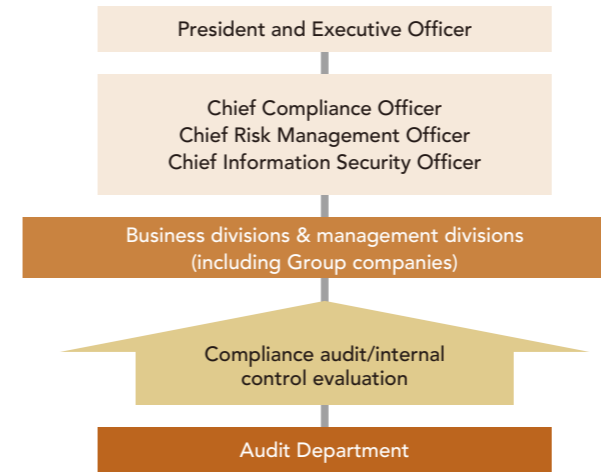 President and Executive Officer
Chief Compliance Officer
Chief Risk Management Officer
Chief Information Security Officer
Business divisions & management divisions
(including Group companies)
Compliance audit/internal
control evaluation
Audit Department